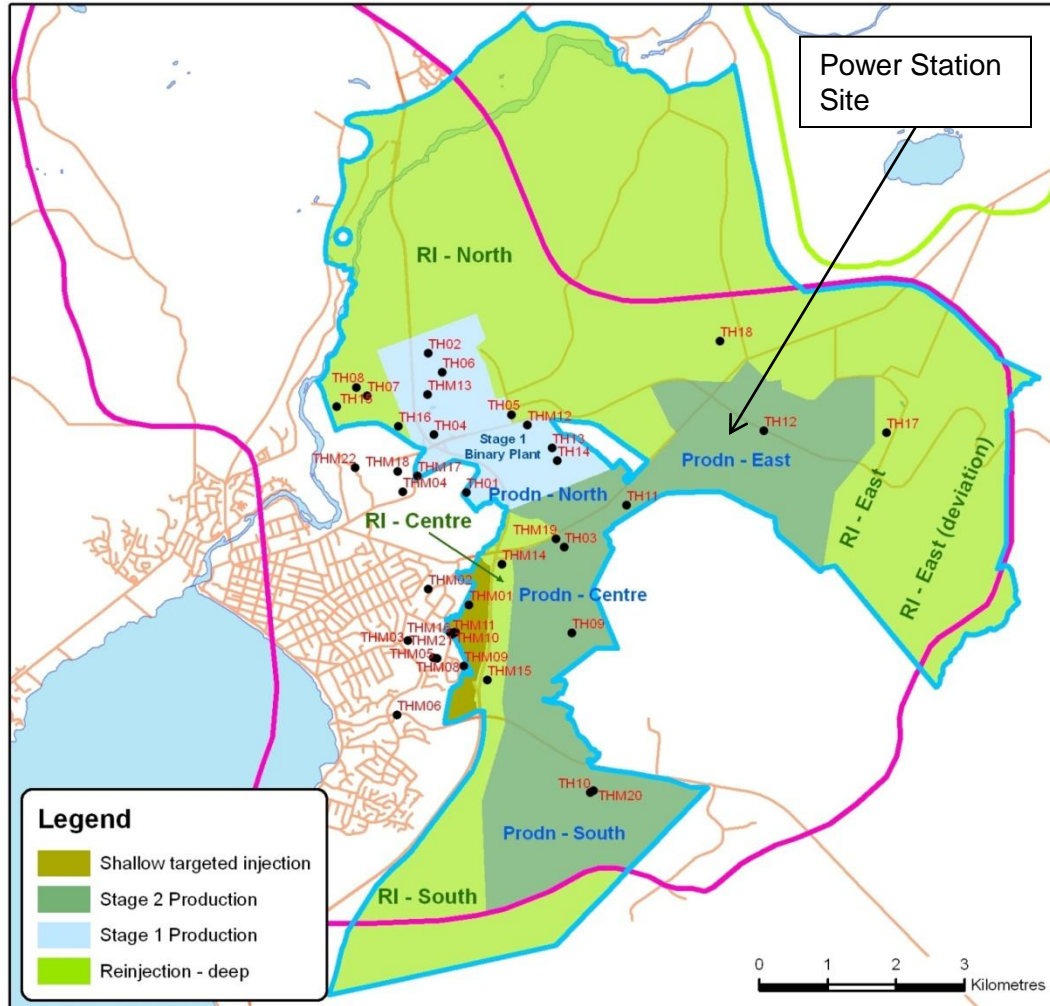 Power Station
Site
RI - North
TH18
TH02
TH06
TH08
TH07
THM13
TH15
TH05
THM12
TH16
TH04
Stage 1
Binary Plant
TH13
TH14
TH12
TH17
Prodn - East
THM22
THM18
THM17
THM04
TH01
Prodn - North
TH11
RI - East
RI - East (deviation)
RI - Centre
THM19
TH03
THM14
THM02
THM01
Prodn - Centre
THM16
THM11
THM03
THM21
THM10
TH09
THM05
THM08
THM09
THM15
THM06
TH10
THM20
Prodn - South
RI - South
Legend
Shallow targeted injection
Stage 2 Production
Stage 1 Production
Reinjection - deep
0 1 2 3
Kilometres